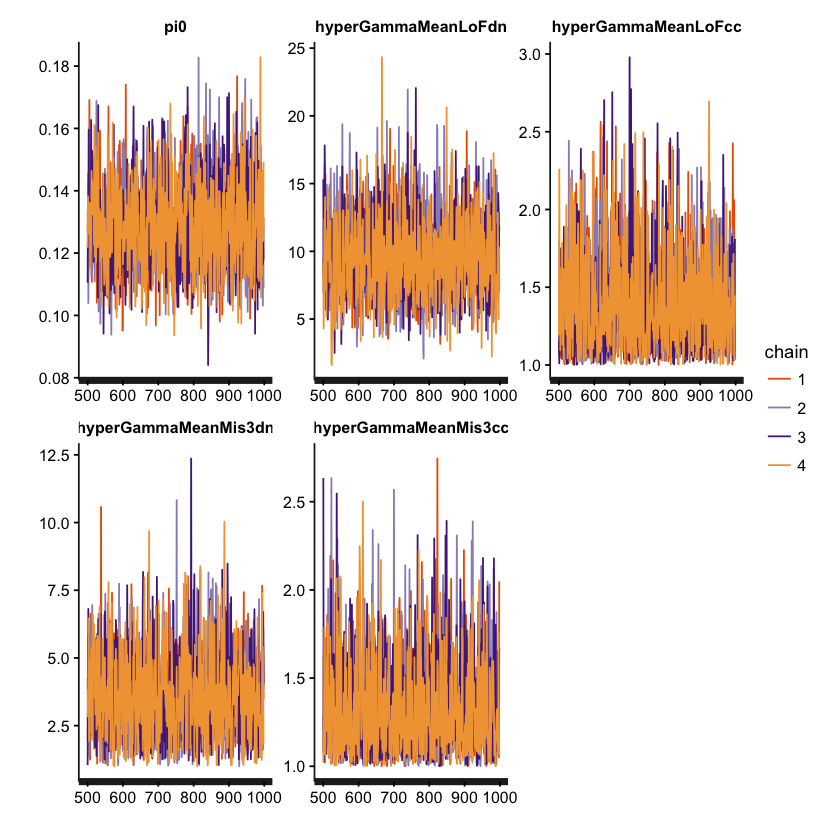 pi0
hyperGammaMeanLoFdn
hyperGammaMeanLoFcc
0.18
0.16
0.14
0.12
0.10
0.08
25
20
15
10
5
3.0
2.5
2.0
1.5
1.0
500 600 700 800 900 1000
500 600 700 800 900 1000
500 600 700 800 900 1000
chain
1
2
3
4
hyperGammaMeanMis3dn
hyperGammaMeanMis3cc
12.5
10.0
7.5
5.0
2.5
2.5
2.0
1.5
1.0
500 600 700 800 900 1000
500 600 700 800 900 1000